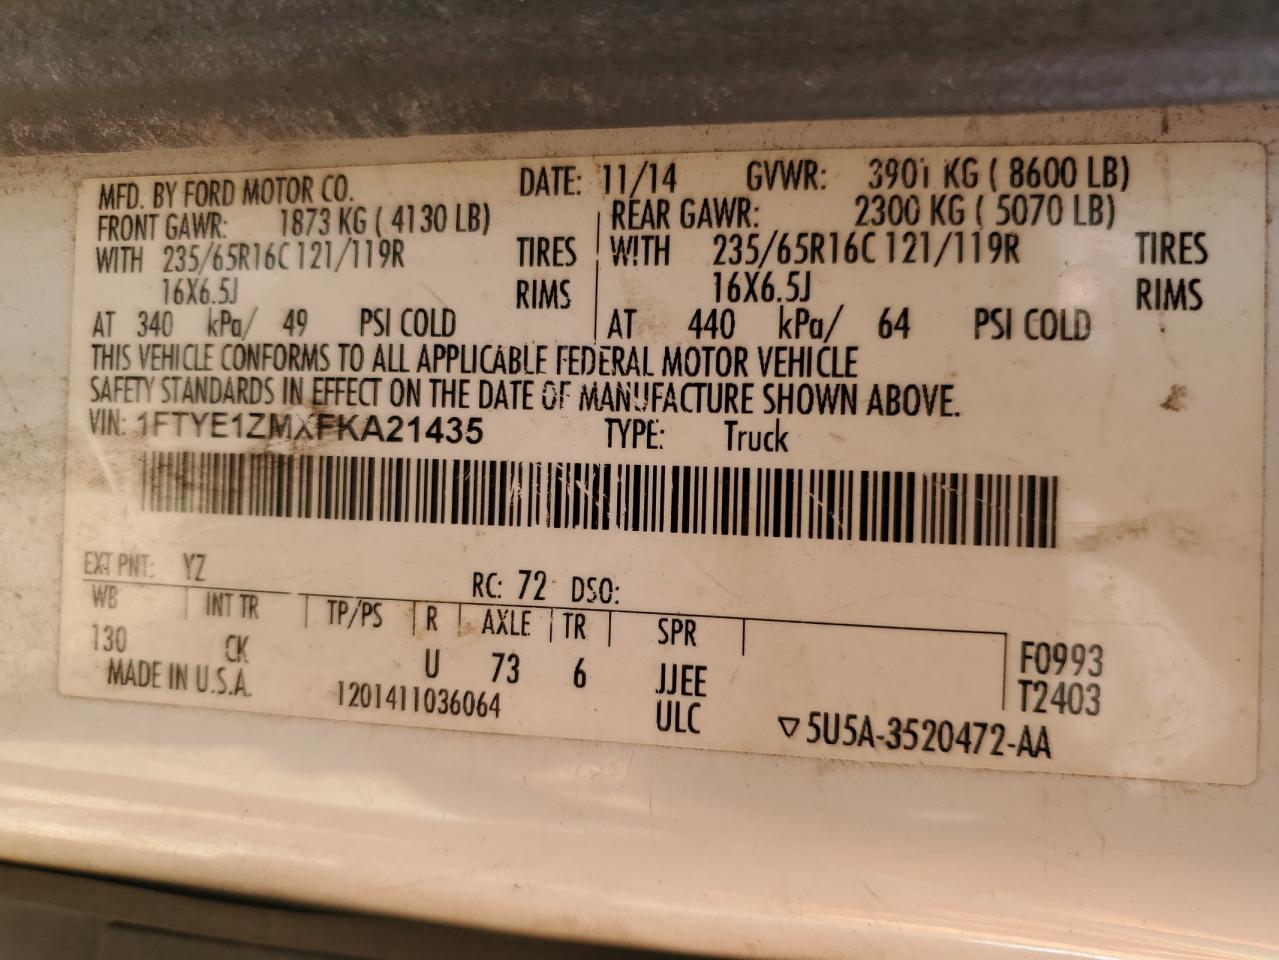 MFD. BY FORD MOTOR CO. DATE: 11/14 GVWR: 3901 KG ( 8600 LB)
FRONT GAWR: 1873 KG ( 4130 LB) REAR GAWR: 2300 KG ( 5070 LB)
WITH 235/65R16C 121/119R TIRES WITH 235/65R16C 121/119R TIRES
16X6.5J RIMS 16X6.5J RIMS
AT 340 kPa/ 49 PSI COLD AT 440 kPa/ 64 PSI COLD
THIS VEHICLE CONFORMS TO ALL APPLICABLE FEDERAL MOTOR VEHICLE
SAFETY STANDARDS IN EFFECT ON THE DATE OF MANUFACTURE SHOWN ABOVE.
VIN: 1FTYE1ZMXFKA21435 TYPE: Truck
EXT PNT: YZ RC: 72 DSO:
WB INT TR TP/PS R AXLE TR SPR
130 CK U 73 6 JJEE F0993
MADE IN U.S.A. 1201411036064 ULC T2403
▽5U5A-3520472-AA